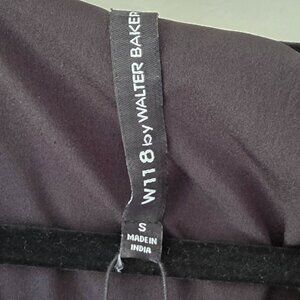 W118 by WALTER BAKER
S
MADE IN
INDIA